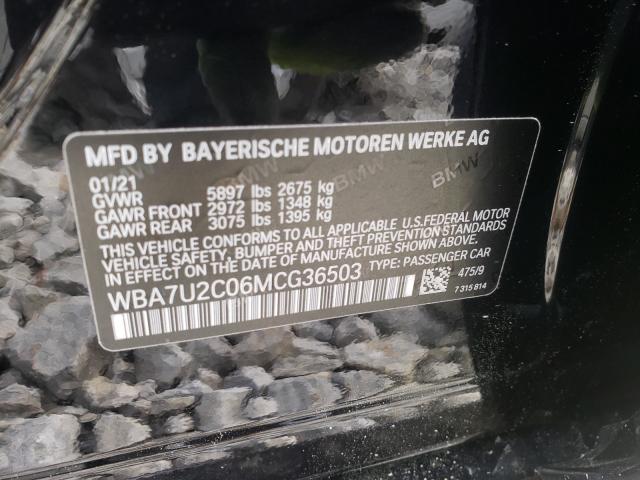 MFD BY BAYERISCHE MOTOREN WERKE AG
01/21
GVWR 5897 lbs 2675 kg
GAWR FRONT 2972 lbs 1348 kg
GAWR REAR 3075 lbs 1395 kg
THIS VEHICLE CONFORMS TO ALL APPLICABLE U.S.FEDERAL MOTOR
VEHICLE SAFETY, BUMPER AND THEFT PREVENTION STANDARDS
IN EFFECT ON THE DATE OF MANUFACTURE SHOWN ABOVE.
WBA7U2C06MCG36503 TYPE: PASSENGER CAR
475/9
7 315 814
BMW
BMW
BMW
BMW